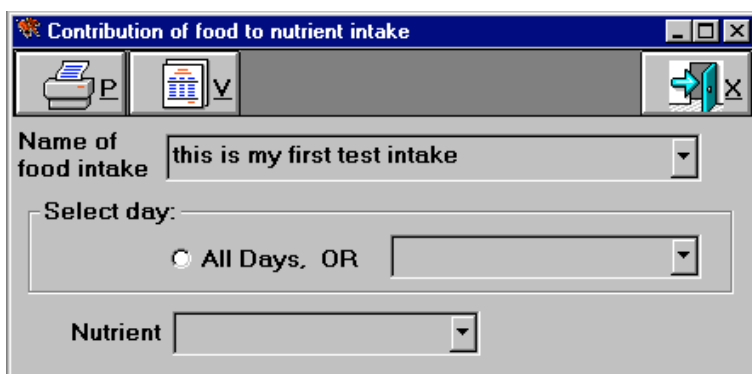 Contribution of food to nutrient intake
P V X
Name of
food intake
this is my first test intake
Select day:
All Days, OR
Nutrient